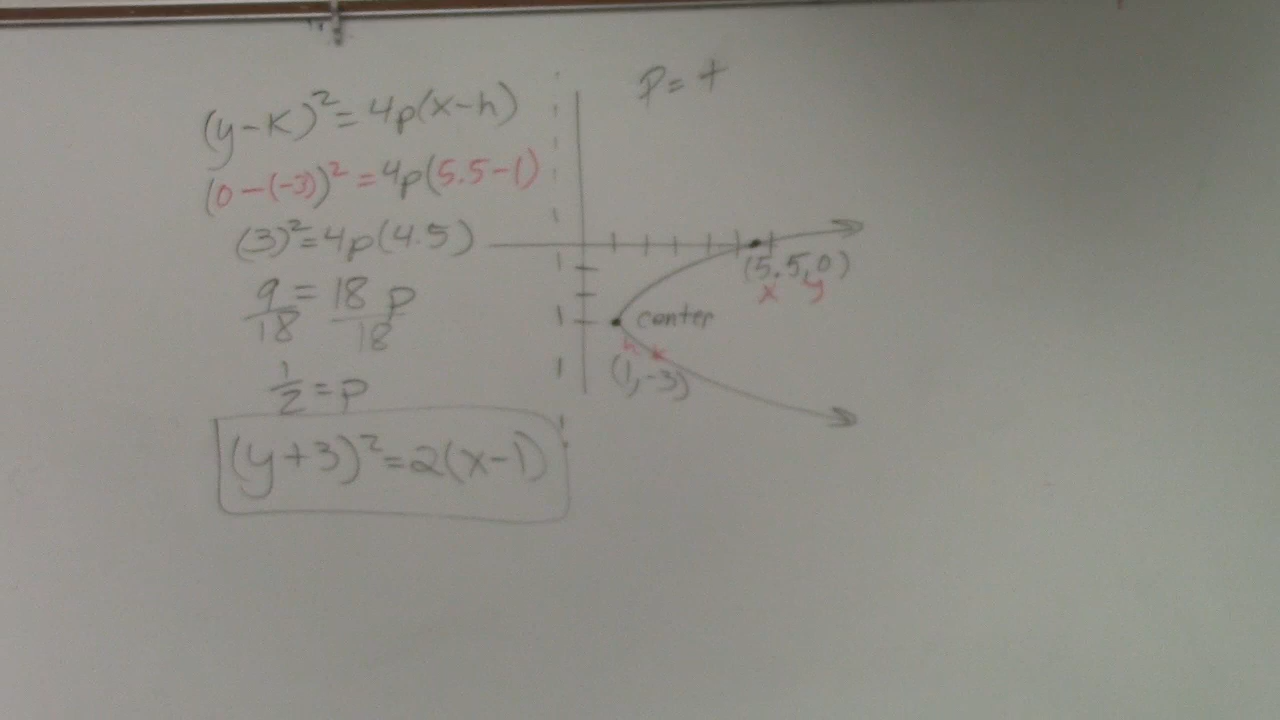 (y-k)² = 4p(x-h)
(0-(-3))² = 4p(5.5-1)
(3)² = 4p(4.5)
9/18 = 18p/18
1/2 = p
(y+3)² = 2(x-1)
P = +
(5.5, 0)
x y
center
h k
(1, -3)